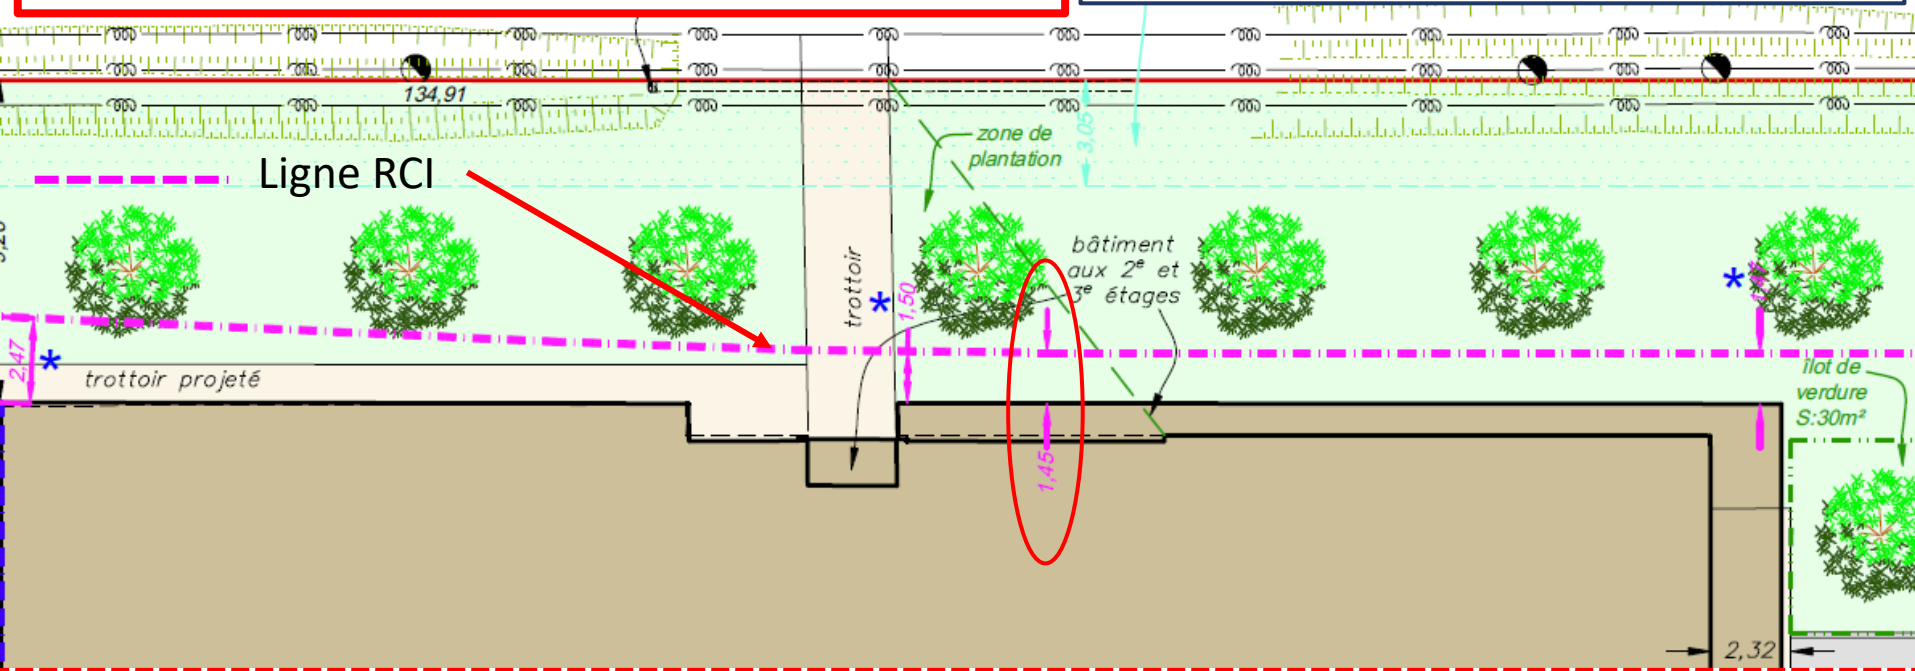 134,91
3,05
zone de
plantation
Ligne RCI
bâtiment
aux 2e et
3e étages
trottoir
*
1,50
*
2,47
*
trottoir projeté
îlot de
verdure
S:30m²
1,45
2,32